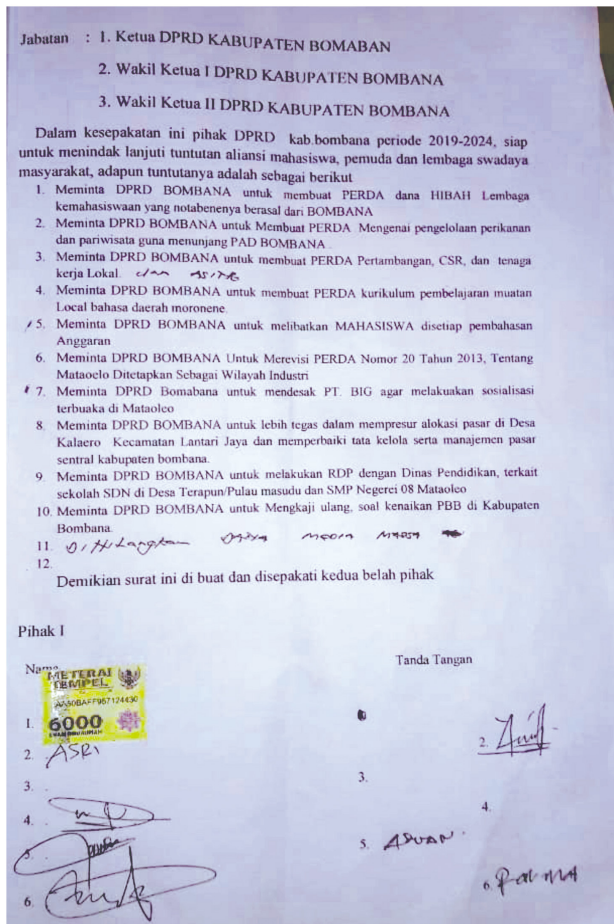 Jabatan : 1. Ketua DPRD KABUPATEN BOMABAN
2. Wakil Ketua I DPRD KABUPATEN BOMBANA
3. Wakil Ketua II DPRD KABUPATEN BOMBANA
Dalam kesepakatan ini pihak DPRD kab.bombana periode 2019-2024, siap
untuk menindak lanjuti tuntutan aliansi mahasiswa, pemuda dan lembaga swadaya
masyarakat, adapun tuntutanya adalah sebagai berikut
1. Meminta DPRD BOMBANA untuk membuat PERDA dana HIBAH Lembaga
kemahasiswaan yang notabenenya berasal dari BOMBANA
2. Meminta DPRD BOMBANA untuk Membuat PERDA Mengenai pengelolaan perikanan
dan pariwisata guna menunjang PAD BOMBANA
3. Meminta DPRD BOMBANA untuk membuat PERDA Pertambangan, CSR, dan tenaga
kerja Lokal. dan
4. Meminta DPRD BOMBANA untuk membuat PERDA kurikulum pembelajaran muatan
Local bahasa daerah moronene.
5. Meminta DPRD BOMBANA untuk melibatkan MAHASISWA disetiap pembahasan
Anggaran
6. Meminta DPRD BOMBANA Untuk Merevisi PERDA Nomor 20 Tahun 2013, Tentang
Mataoelo Ditetapkan Sebagai Wilayah Industri
7. Meminta DPRD Bomabana untuk mendesak PT. BIG agar melakuakan sosialisasi
terbuaka di Mataoleo
8. Meminta DPRD BOMBANA untuk lebih tegas dalam mempresur alokasi pasar di Desa
Kalaero Kecamatan Lantari Jaya dan memperbaiki tata kelola serta manajemen pasar
sentral kabupaten bombana.
9. Meminta DPRD BOMBANA untuk melakukan RDP dengan Dinas Pendidikan, terkait
sekolah SDN di Desa Terapun/Pulau masudu dan SMP Negerei 08 Mataoleo
10. Meminta DPRD BOMBANA untuk Mengkaji ulang, soal kenaikan PBB di Kabupaten
Bombana.
11. Di Hilangkan
12.
Demikian surat ini di buat dan disepakati kedua belah pihak
Pihak I
Nama Tanda Tangan
METERAI
TEMPEL
6000
1.
2. ASRI 2.
3. 3.
4. 4.
5. 5.
6. 6.